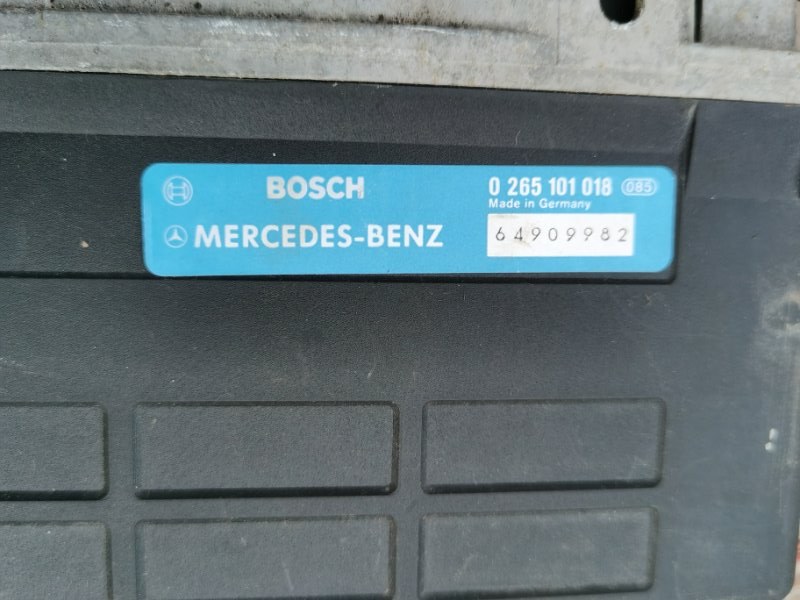 BOSCH
0 265 101 018 085
Made in Germany
MERCEDES-BENZ
64909982